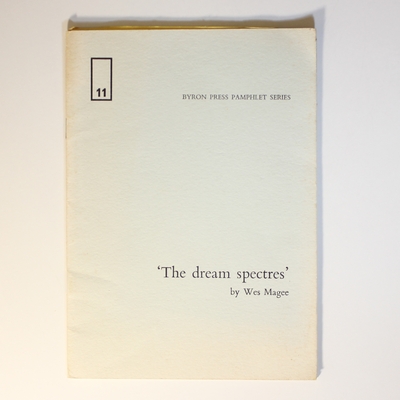 11
BYRON PRESS PAMPHLET SERIES
‘The dream spectres’
by Wes Magee